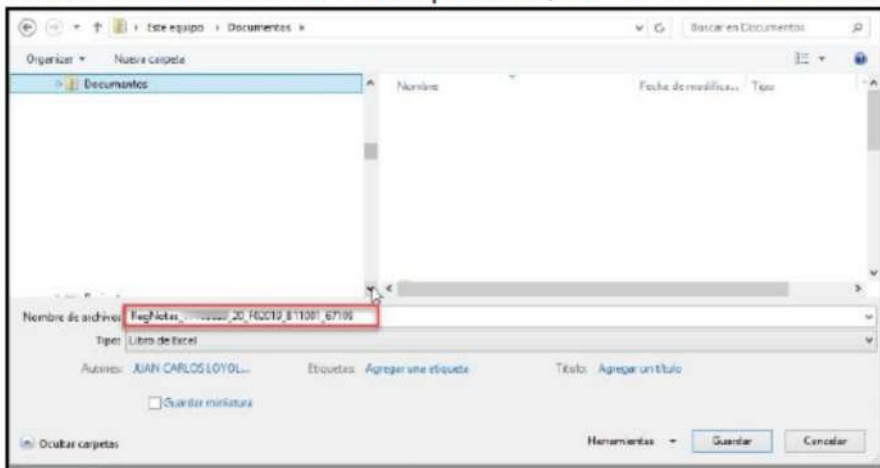 Este equipo Documentos
Buscar en Documentos
Organizar Nueva carpeta
Documentos
Nombre
Fecha de modifica... Tipo
Nombre de archivo:
Tipo: Libro de Excel
Autores: JUAN CARLOS LOYOL... Etiquetas: Agregar una etiqueta Título: Agregar un título
Guardar miniatura
Ocultar carpetas
Herramientas Guardar Cancelar